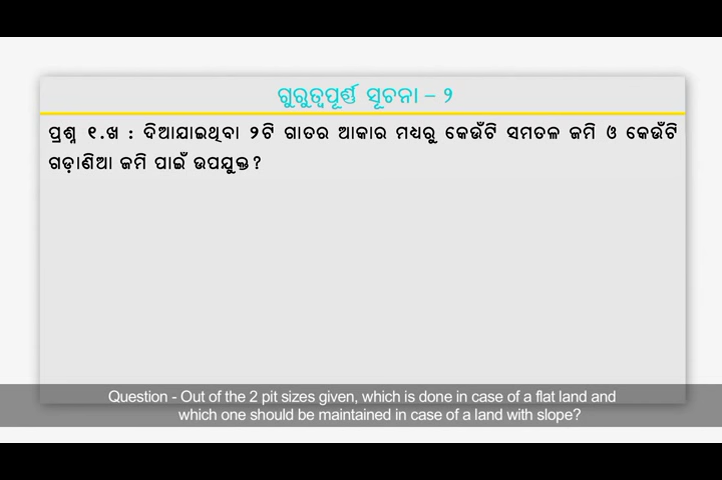 ଗୁରୁତ୍ୱପୂର୍ଣ୍ଣ ସୂଚନା – ୨
ପ୍ରଶ୍ନ ୧.ଖ : ଦିଆଯାଇଥିବା ୨ଟି ଗାତର ଆକାର ମଧ୍ୟରୁ କେଉଁଟି ସମତଳ ଜମି ଓ କେଉଁଟି
ଗଡ଼ାଣିଆ ଜମି ପାଇଁ ଉପଯୁକ୍ତ?
Question - Out of the 2 pit sizes given, which is done in case of a flat land and
which one should be maintained in case of a land with slope?